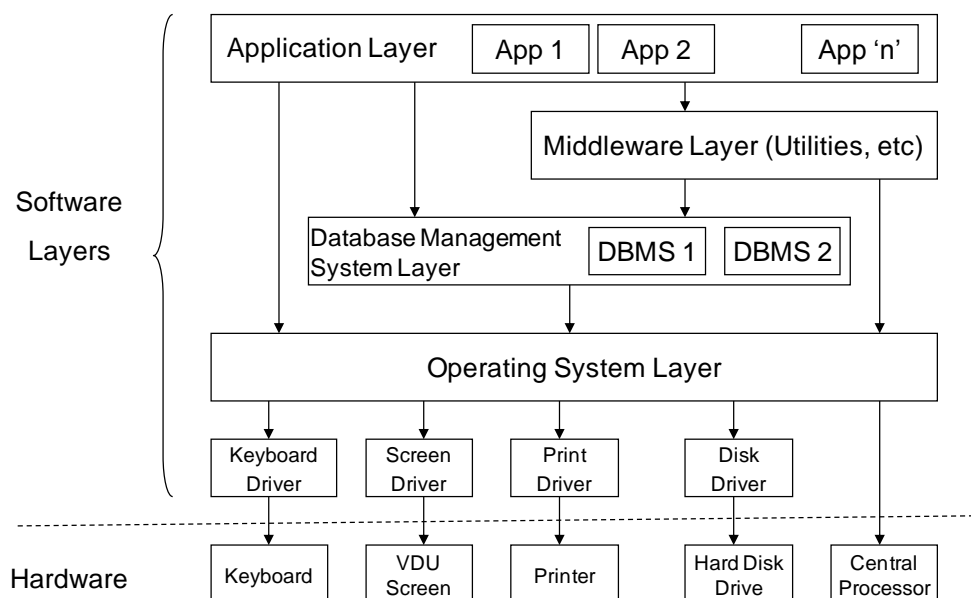 Application Layer
App 1
App 2
App ‘n’
Middleware Layer (Utilities, etc)
Software
Layers
Database Management
System Layer
DBMS 1
DBMS 2
Operating System Layer
Keyboard
Driver
Screen
Driver
Print
Driver
Disk
Driver
Hardware
Keyboard
VDU
Screen
Printer
Hard Disk
Drive
Central
Processor